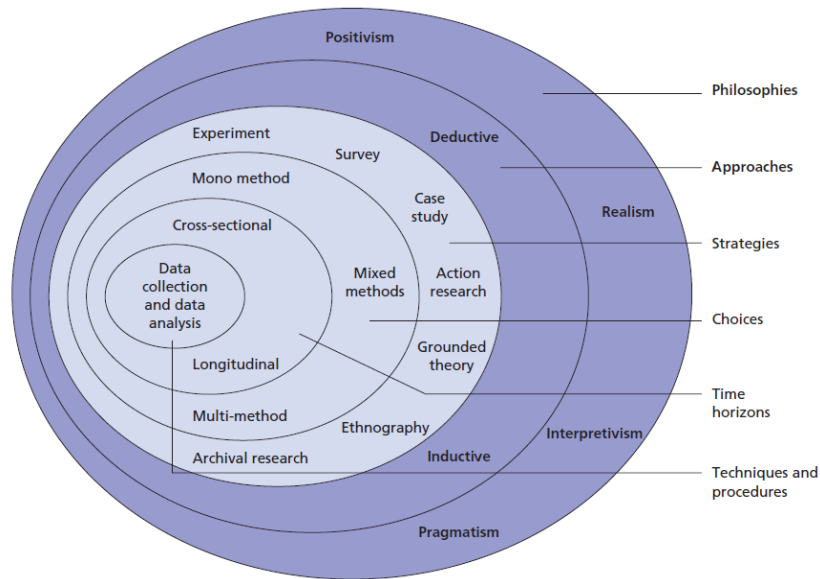 Positivism
Philosophies
Experiment
Deductive
Survey
Approaches
Mono method
Case
study
Realism
Cross-sectional
Strategies
Data
collection
and data
analysis
Mixed
methods
Action
research
Choices
Grounded
theory
Longitudinal
Time
horizons
Multi-method
Ethnography
Interpretivism
Archival research
Inductive
Techniques and
procedures
Pragmatism